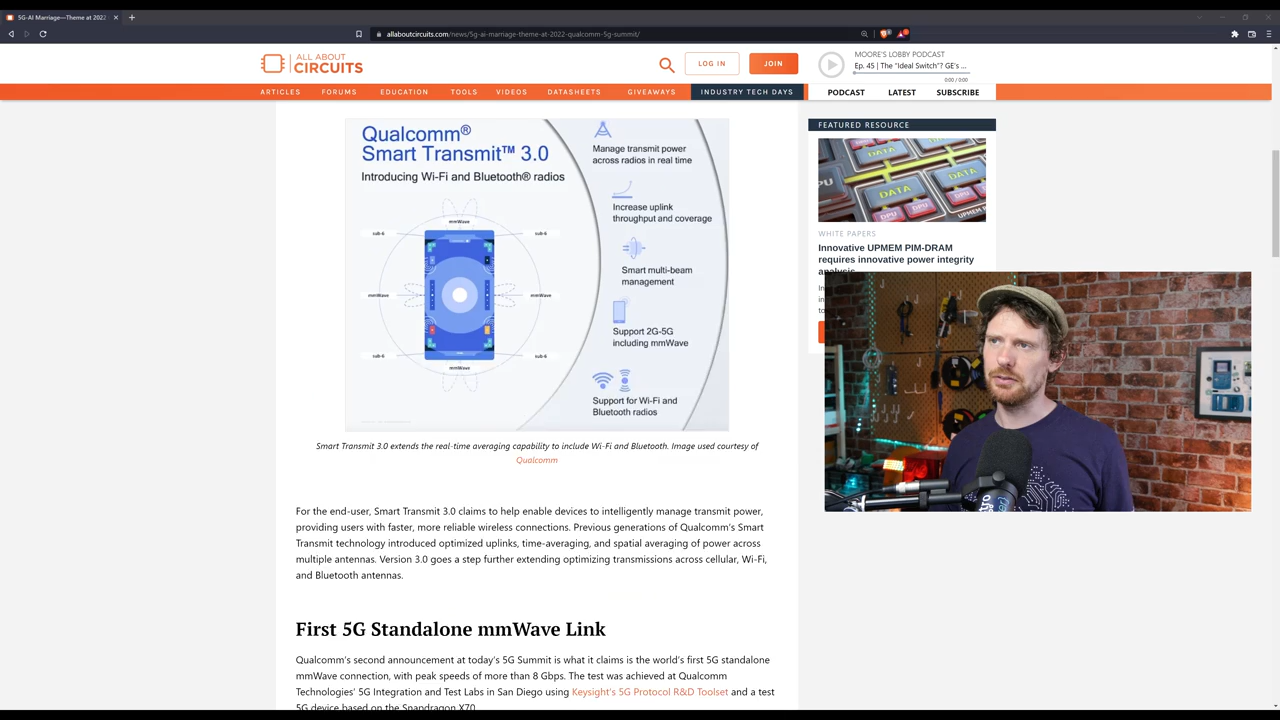 5G-AI Marriage—Theme at 2022
allaboutcircuits.com/news/5g-ai-marriage-theme-at-2022-qualcomm-5g-summit/
ALL ABOUT
CIRCUITS
LOG IN
JOIN
MOORE'S LOBBY PODCAST
Ep. 45 | The "Ideal Switch"? GE's ...
0:00 / 0:00
ARTICLES FORUMS EDUCATION TOOLS VIDEOS DATASHEETS GIVEAWAYS INDUSTRY TECH DAYS PODCAST LATEST SUBSCRIBE
Qualcomm®
Smart Transmit™ 3.0
Introducing Wi-Fi and Bluetooth® radios
mmWave
sub-6 sub-6
mmWave mmWave
sub-6 sub-6
mmWave
Manage transmit power
across radios in real time
Increase uplink
throughput and coverage
Smart multi-beam
management
Support 2G-5G
including mmWave
Support for Wi-Fi and
Bluetooth radios
Smart Transmit 3.0 extends the real-time averaging capability to include Wi-Fi and Bluetooth. Image used courtesy of
Qualcomm
For the end-user, Smart Transmit 3.0 claims to help enable devices to intelligently manage transmit power,
providing users with faster, more reliable wireless connections. Previous generations of Qualcomm's Smart
Transmit technology introduced optimized uplinks, time-averaging, and spatial averaging of power across
multiple antennas. Version 3.0 goes a step further extending optimizing transmissions across cellular, Wi-Fi,
and Bluetooth antennas.
First 5G Standalone mmWave Link
Qualcomm's second announcement at today's 5G Summit is what it claims is the world's first 5G standalone
mmWave connection, with peak speeds of more than 8 Gbps. The test was achieved at Qualcomm
Technologies' 5G Integration and Test Labs in San Diego using Keysight's 5G Protocol R&D Toolset and a test
5G device based on the Snapdragon X70.
FEATURED RESOURCE
DATA
DATA
DATA
DATA
DPU
DPU
UPMEM PIM
WHITE PAPERS
Innovative UPMEM PIM-DRAM
requires innovative power integrity
analysis